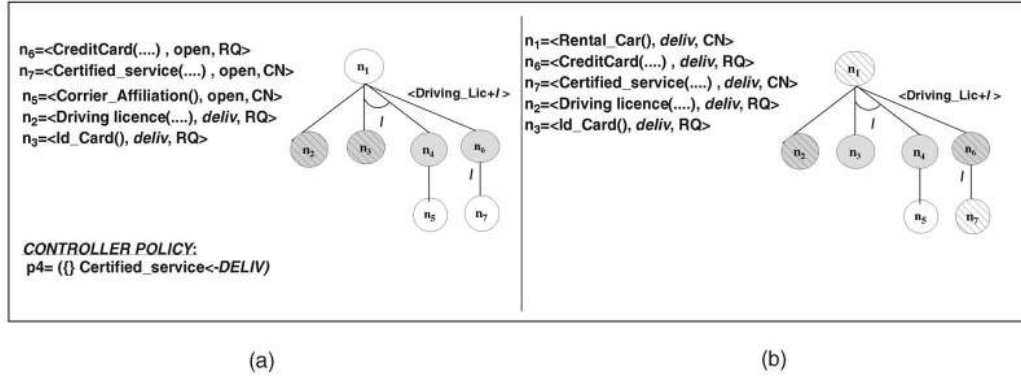 n6=<CreditCard(....) , open, RQ>
n7=<Certified_service(....) , open, CN>
n5=<Corrier_Affiliation(), open, CN>
n2=<Driving licence(....), deliv, RQ>
n3=<Id_Card(), deliv, RQ>
n1
<Driving_Lic+l >
l
n2
n3
n4
n6
l
n5
n7
CONTROLLER POLICY:
p4= ({} Certified_service<-DELIV)
(a)
n1=<Rental_Car(), deliv, CN>
n6=<CreditCard(....) , deliv, RQ>
n7=<Certified_service(....) , deliv, CN>
n2=<Driving licence(....), deliv, RQ>
n3=<Id_Card(), deliv, RQ>
n1
<Driving_Lic+l >
l
n2
n3
n4
n6
l
n5
n7
(b)